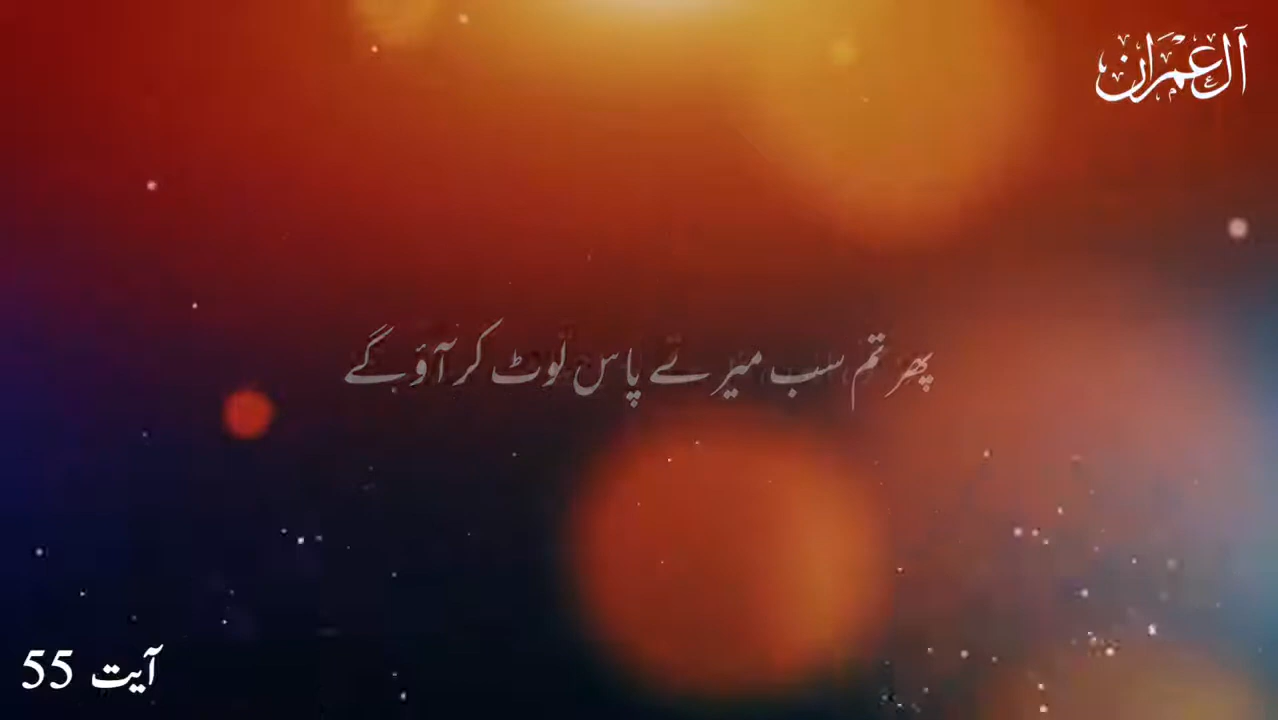 آل عمران
پھر تم سب میرے پاس لوٹ کر آؤ گے
آیت 55